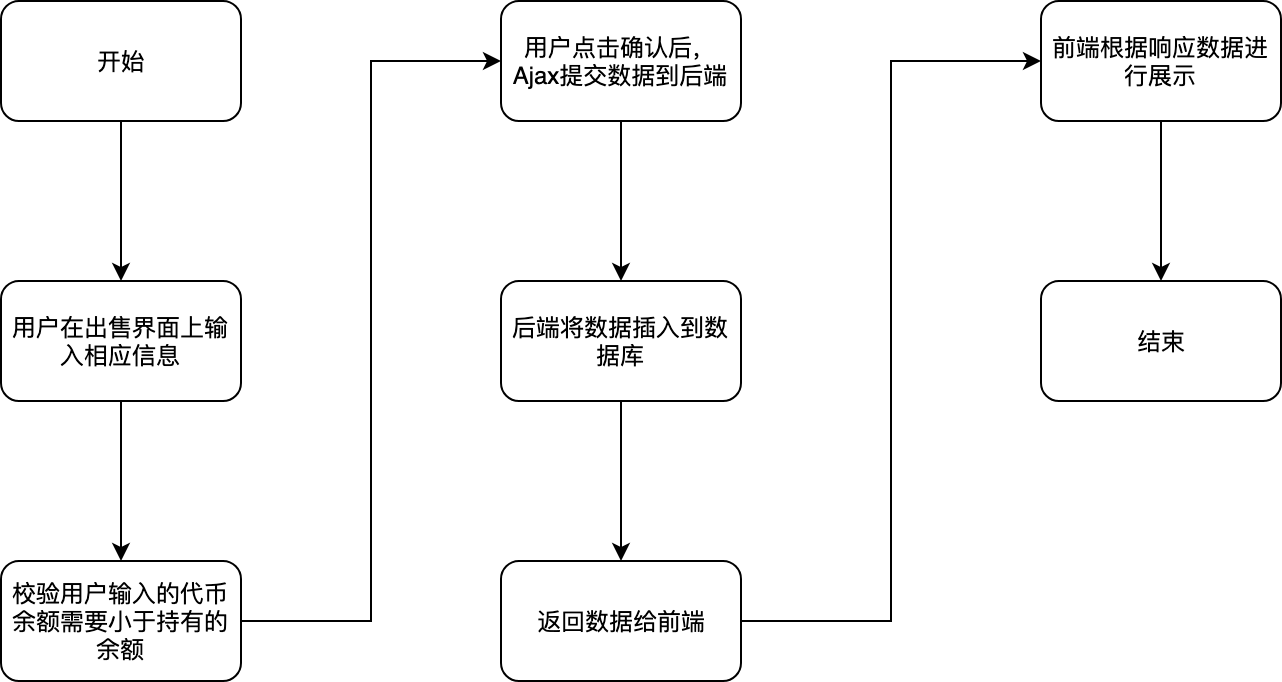 开始
用户在出售界面上输
入相应信息
校验用户输入的代币
余额需要小于持有的
余额
用户点击确认后，
Ajax提交数据到后端
后端将数据插入到数
据库
返回数据给前端
前端根据响应数据进
行展示
结束